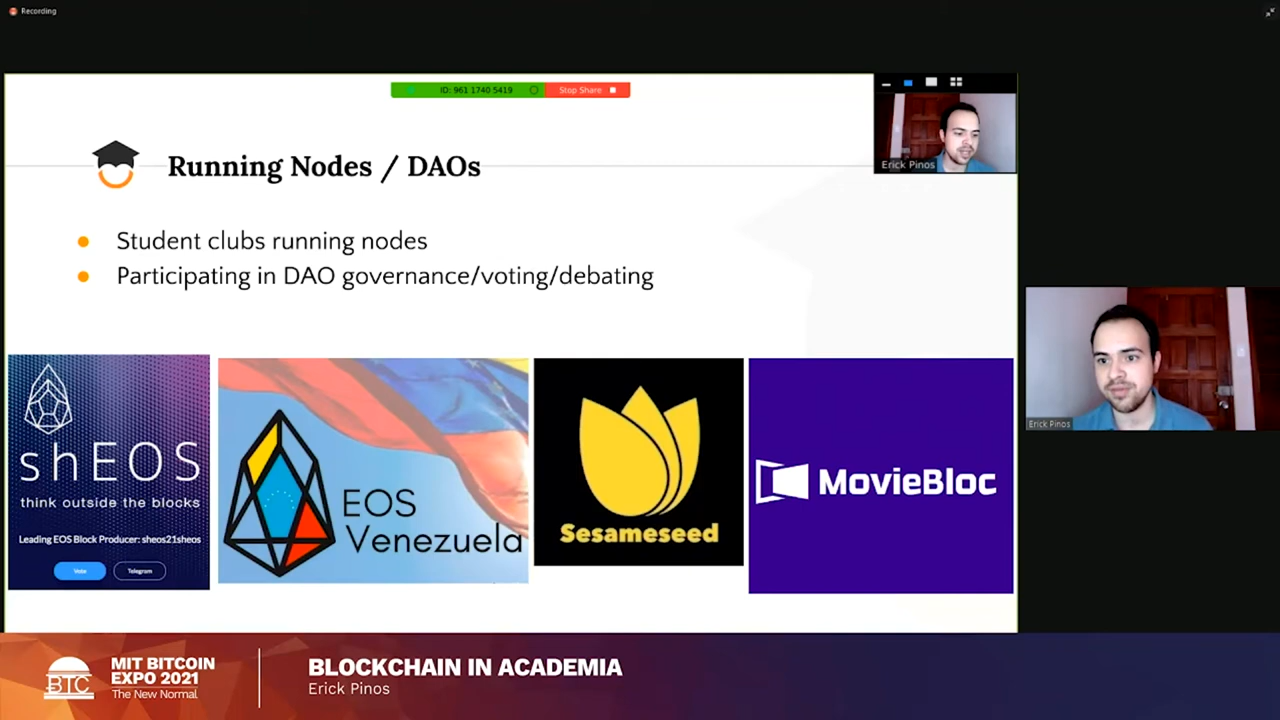 Recording
ID: 961 1740 5419
Stop Share
Erick Pinos
Running Nodes / DAOs
Student clubs running nodes
Participating in DAO governance/voting/debating
shEOS
think outside the blocks
Leading EOS Block Producer: sheos21sheos
Vote
Telegram
EOS
Venezuela
Sesameseed
MovieBloc
Erick Pinos
BTC
MIT BITCOIN
EXPO 2021
The New Normal
BLOCKCHAIN IN ACADEMIA
Erick Pinos